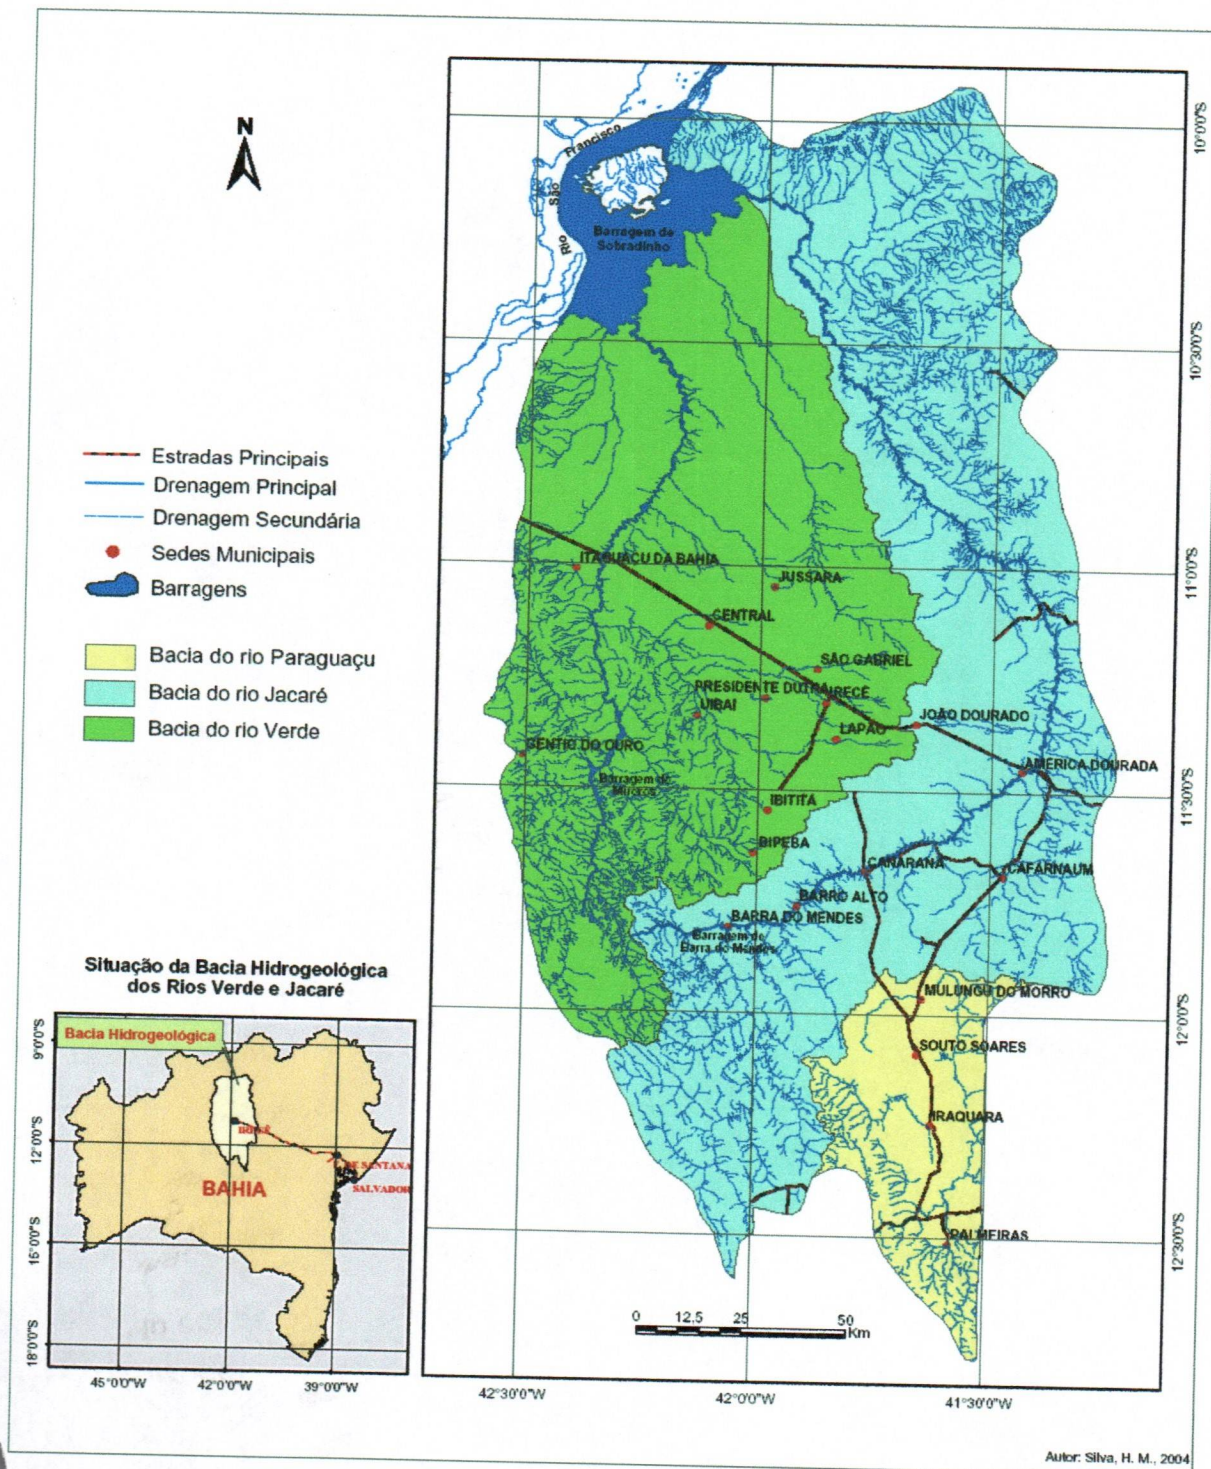 N
Rio São Francisco
Barragem de
Sobradinho
10°0'0"S
10°30'0"S
11°0'0"S
11°30'0"S
12°0'0"S
12°30'0"S
Estradas Principais
Drenagem Principal
Drenagem Secundária
Sedes Municipais
Barragens
Bacia do rio Paraguaçu
Bacia do rio Jacaré
Bacia do rio Verde
ITAGUAÇU DA BAHIA
JUSSARA
CENTRAL
SÃO GABRIEL
PRESIDENTE DUTRA
IRECÊ
UIBAI
JOÃO DOURADO
LAPÃO
GENTIO DO OURO
AMÉRICA DOURADA
Barragem de
IBITITÁ
BIPEBA
CANARANA
CAFARNAUM
BARRO ALTO
BARRA DO MENDES
Barragem de
Barra do Mendes
MULUNGU DO MORRO
SOUTO SOARES
IRAQUARA
PALMEIRAS
0 12,5 25 50
Km
42°30'0"W
42°0'0"W
41°30'0"W
Situação da Bacia Hidrogeológica
dos Rios Verde e Jacaré
Bacia Hidrogeológica
9°0'0"S
12°0'0"S
15°0'0"S
18°0'0"S
IRECÊ
DE SANTANA
SALVADOR
BAHIA
45°0'0"W
42°0'0"W
39°0'0"W
Autor: Silva, H. M., 2004